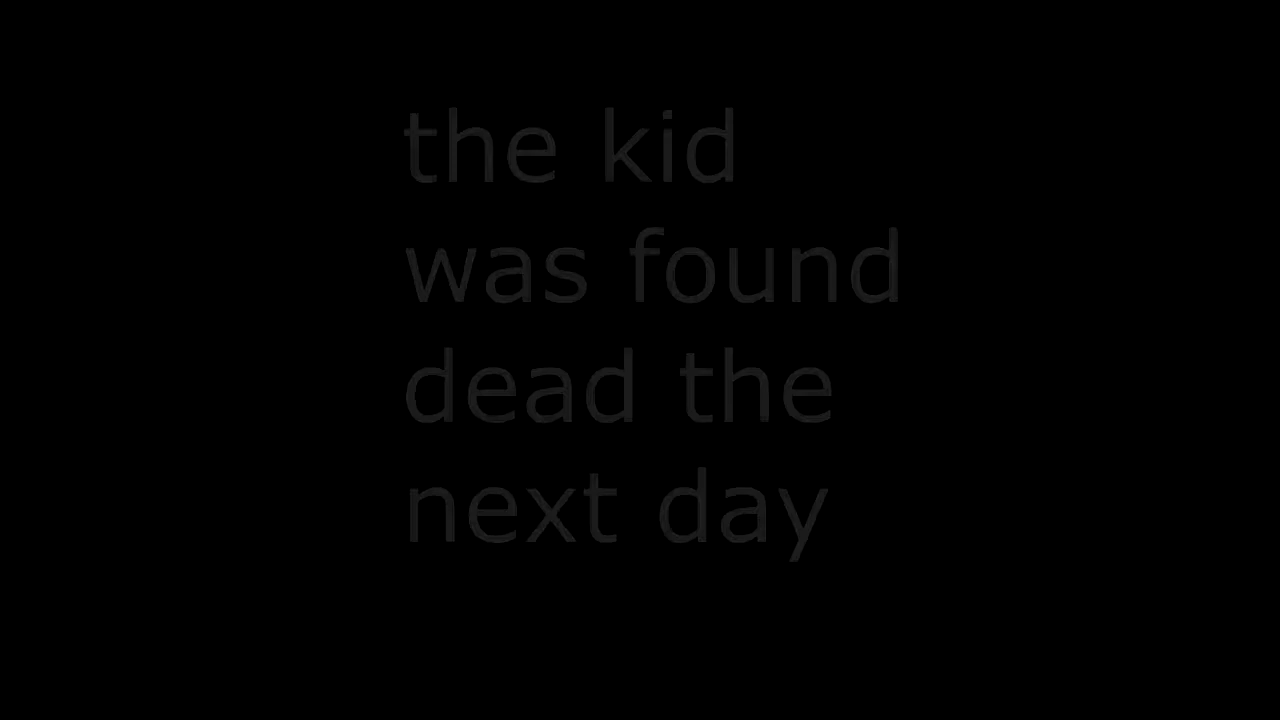 the kid
was found
dead the
next day